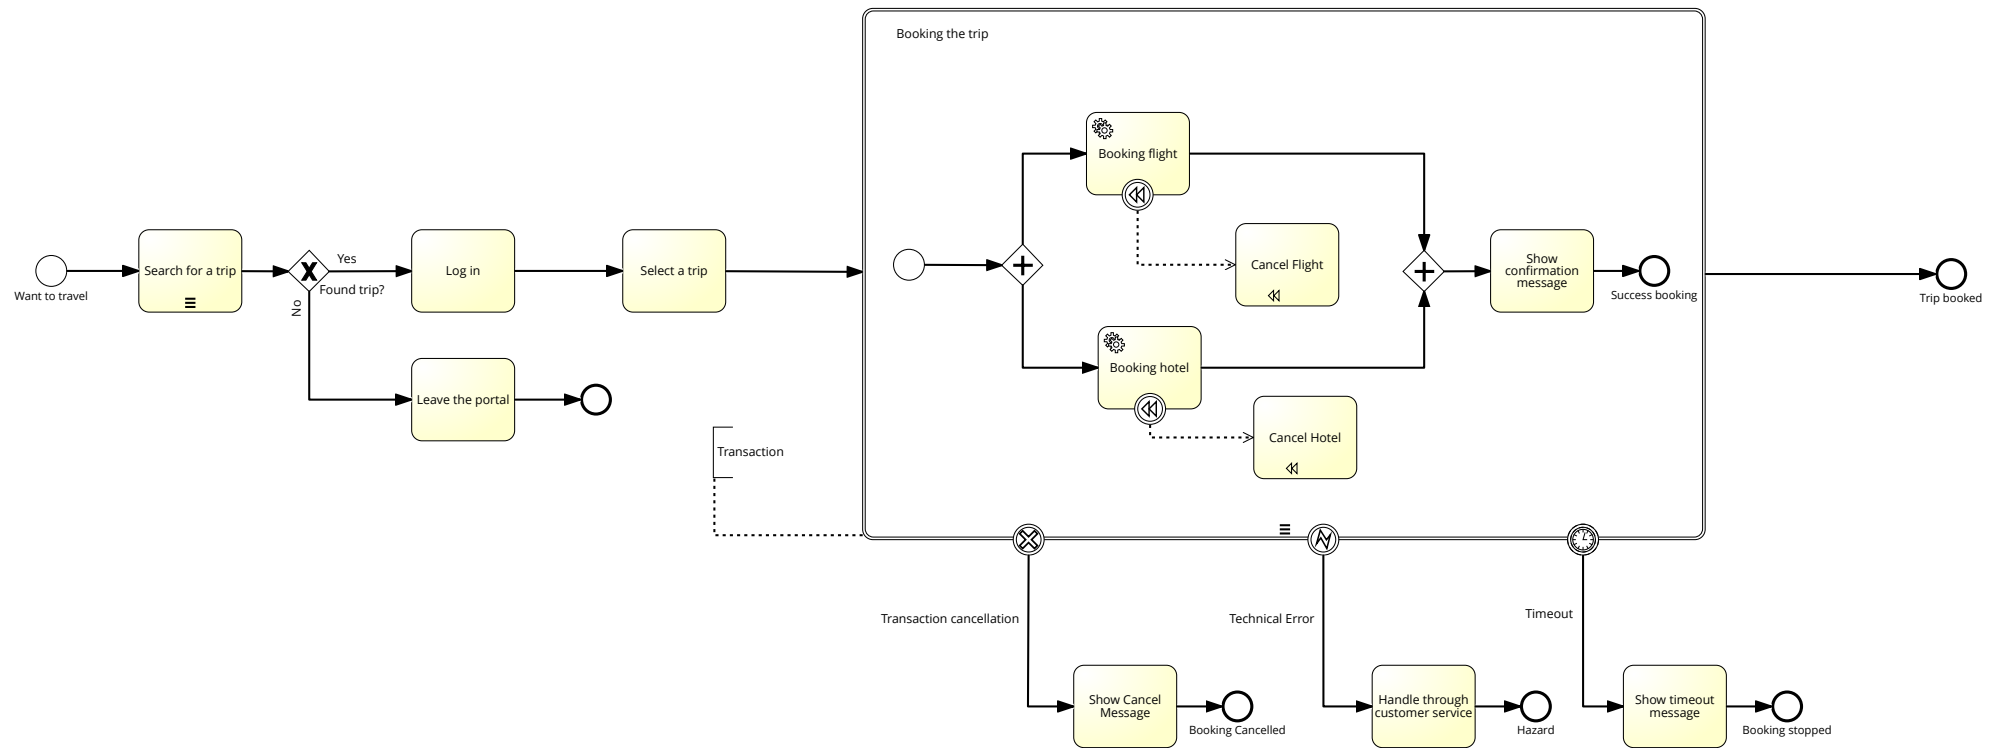 Booking the trip
Booking flight
Want to travel
Search for a trip
Yes
Found trip?
No
Log in
Select a trip
Cancel Flight
Show
confirmation
message
Success booking
Trip booked
Booking hotel
Leave the portal
Cancel Hotel
Transaction
Transaction cancellation
Technical Error
Timeout
Show Cancel
Message
Booking Cancelled
Handle through
customer service
Hazard
Show timeout
message
Booking stopped